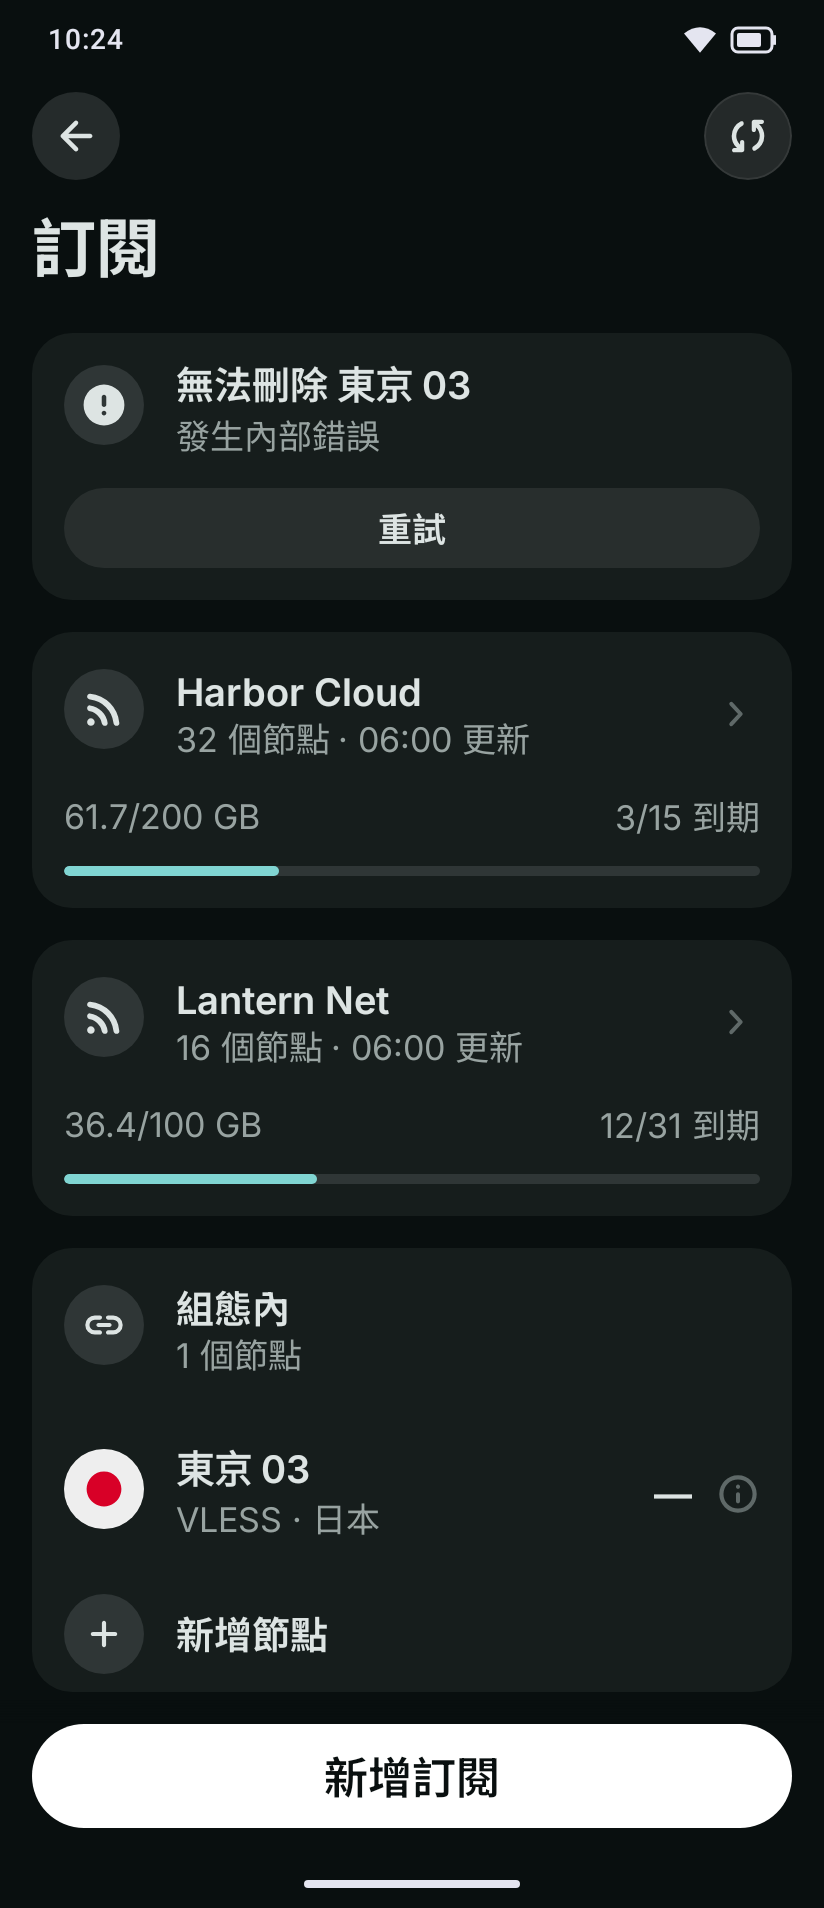 10:24
訂閱
無法刪除 東京 03
發生內部錯誤
重試
Harbor Cloud
32 個節點 · 06:00 更新
61.7/200 GB
3/15 到期
Lantern Net
16 個節點 · 06:00 更新
36.4/100 GB
12/31 到期
組態內
1 個節點
東京 03
VLESS · 日本
—
新增節點
新增訂閱